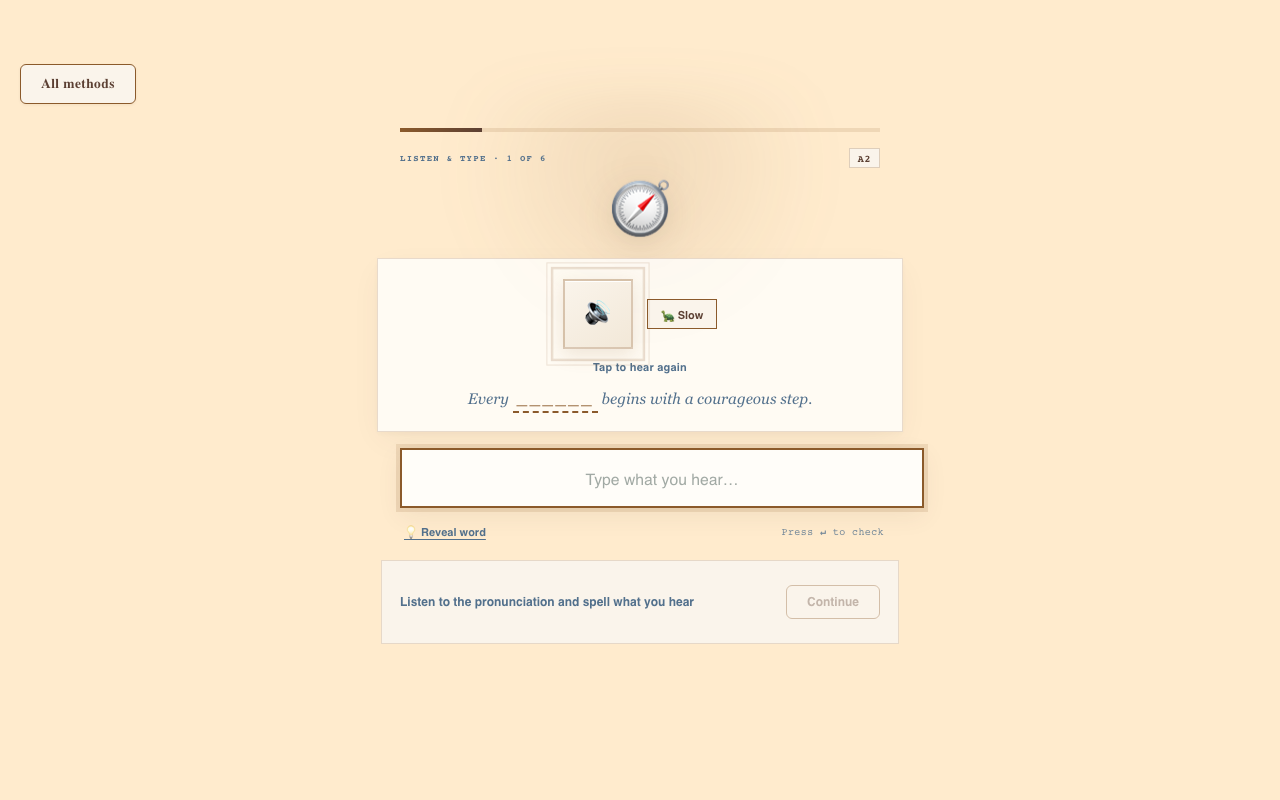 All methods
LISTEN & TYPE · 1 OF 6
A2
Slow
Tap to hear again
Every ______ begins with a courageous step.
Type what you hear…
Reveal word
Press ↵ to check
Listen to the pronunciation and spell what you hear
Continue